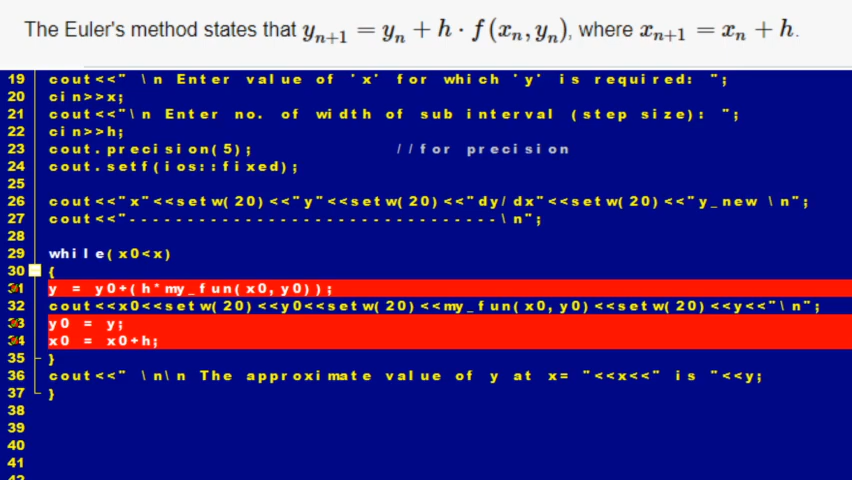 The Euler's method states that yₙ₊₁ = yₙ + h · f(xₙ, yₙ), where xₙ₊₁ = xₙ + h.
19 cout<<" \n Enter value of 'x' for which 'y' is required: ";
20 cin>>x;
21 cout<<"\n Enter no. of width of sub interval (step size): ";
22 cin>>h;
23 cout.precision(5); //for precision
24 cout.setf(ios::fixed);
25
26 cout<<"x"<<setw(20)<<"y"<<setw(20)<<"dy/dx"<<setw(20)<<"y_new \n";
27 cout<<"--------------------------------\n";
28
29 while(x0<x)
30 {
31 y = y0+(h*my_fun(x0,y0));
32 cout<<x0<<setw(20)<<y0<<setw(20)<<my_fun(x0,y0)<<setw(20)<<y<<"\n";
33 y0 = y;
34 x0 = x0+h;
35 }
36 cout<<" \n\n The approximate value of y at x= "<<x<<" is "<<y;
37 }
38
39
40
41
42